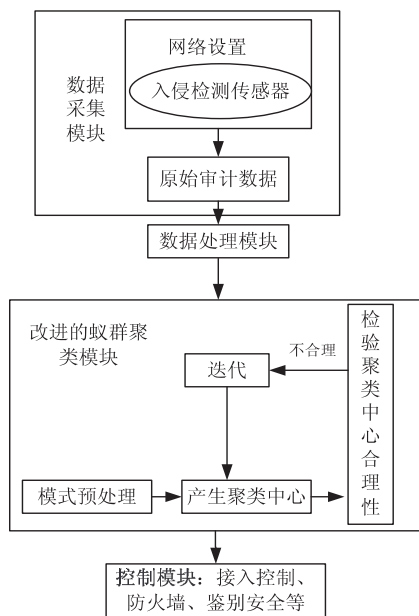 网络设置
入侵检测传感器
数据
采集
模块
原始审计数据
数据处理模块
改进的蚁群聚
类模块
迭代
不合理
检验聚类中心合理性
模式预处理
产生聚类中心
控制模块：接入控制、
防火墙、鉴别安全等